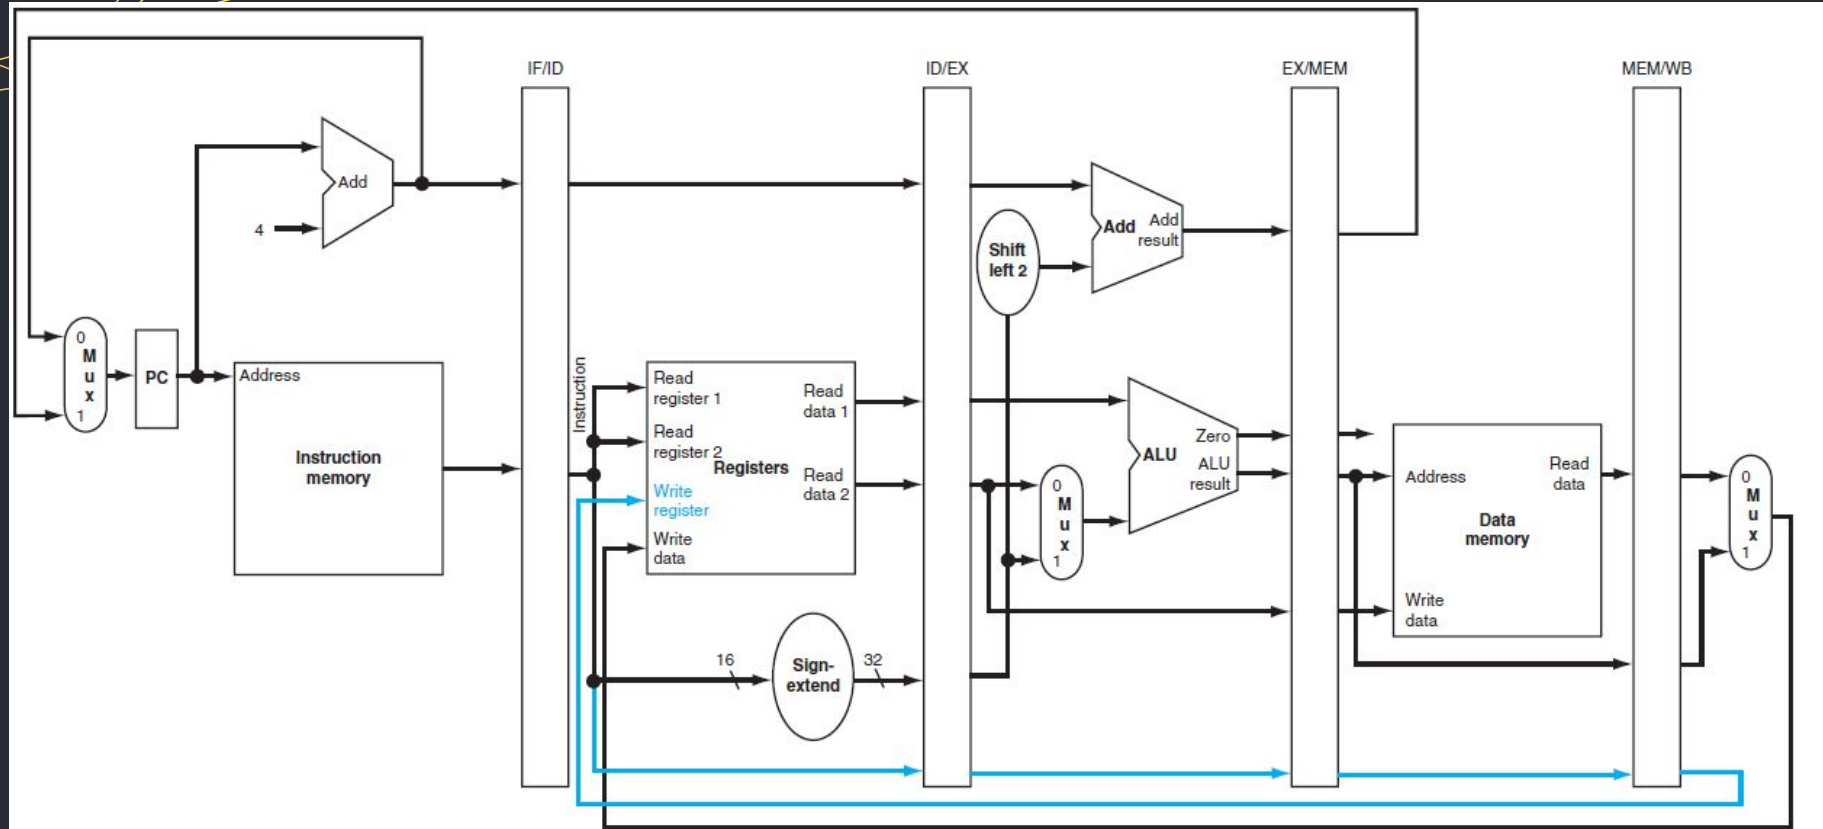 IF/ID
ID/EX
EX/MEM
MEM/WB
Add
4
Add
Add
result
Shift
left 2
0
M
u
x
1
PC
Address
Instruction
memory
Instruction
Read
register 1
Read
register 2
Write
register
Write
data
Registers
Read
data 1
Read
data 2
16
Sign-
extend
32
0
M
u
x
1
Zero
ALU
ALU
result
Address
Read
data
Data
memory
Write
data
0
M
u
x
1